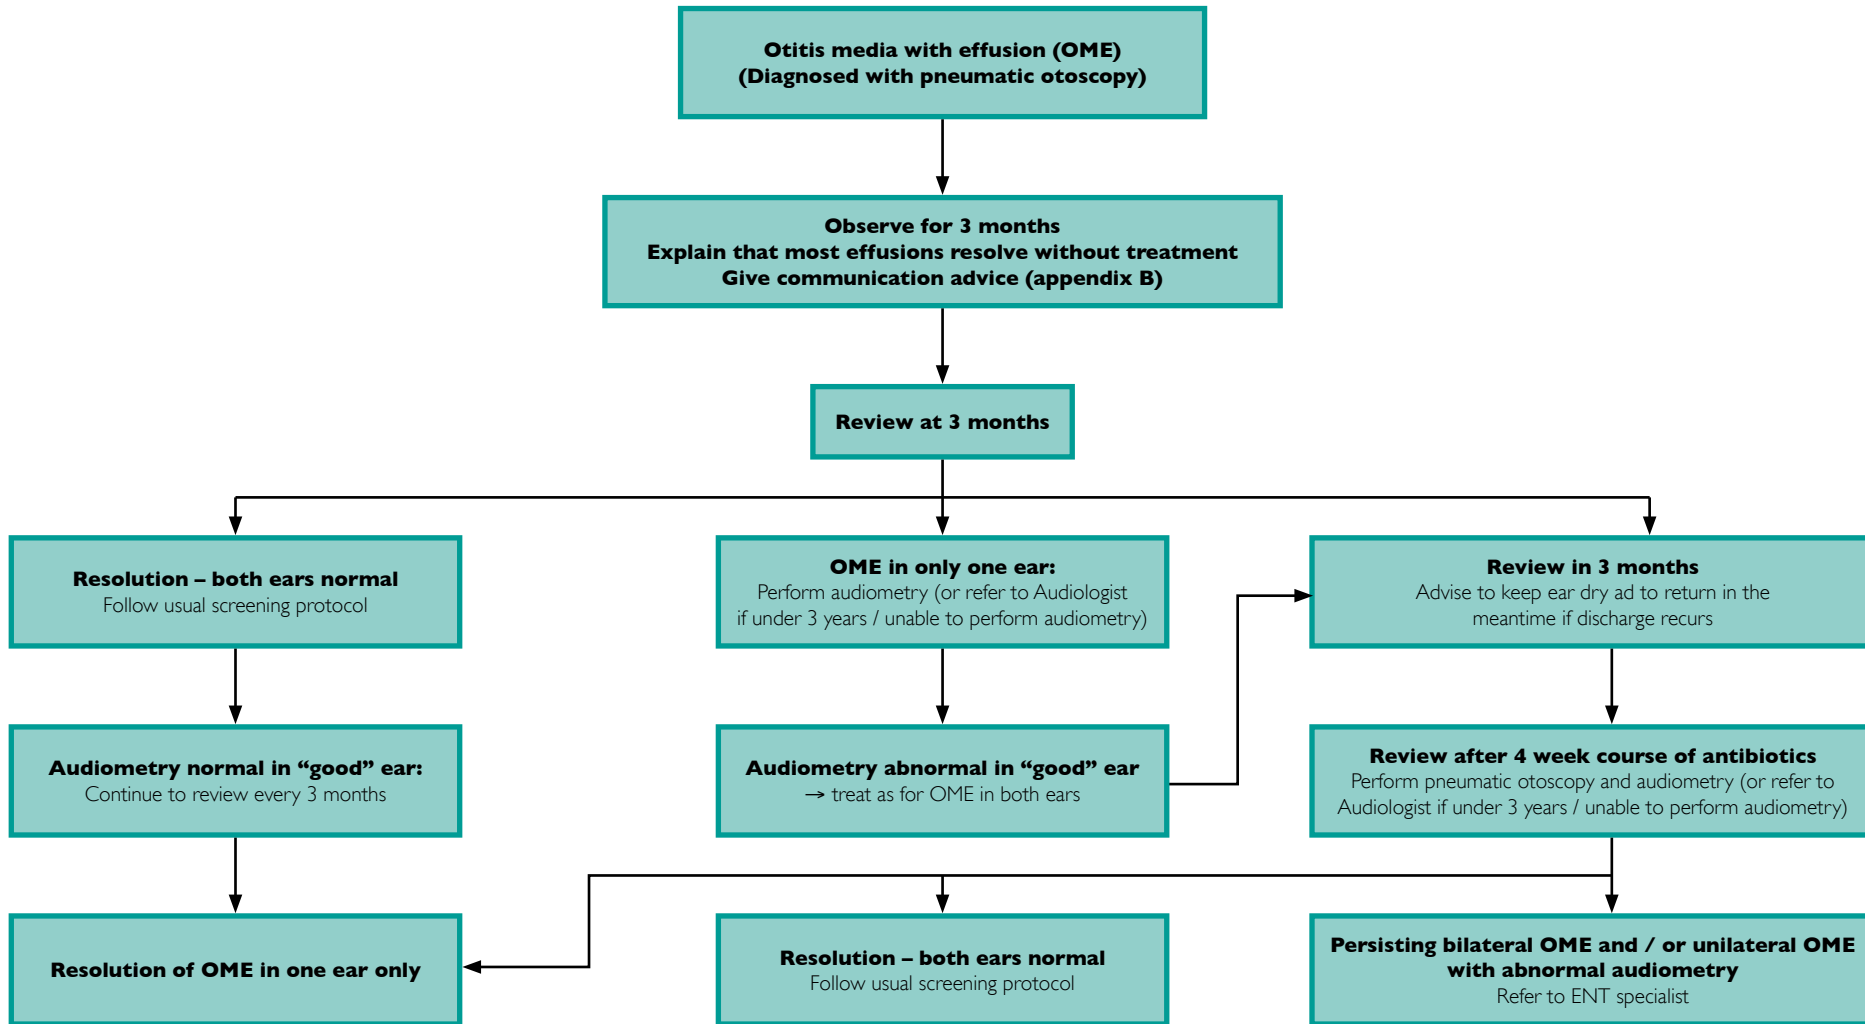 Otitis media with effusion (OME)
(Diagnosed with pneumatic otoscopy)
Observe for 3 months
Explain that most effusions resolve without treatment
Give communication advice (appendix B)
Review at 3 months
Resolution – both ears normal
Follow usual screening protocol
OME in only one ear:
Perform audiometry (or refer to Audiologist
if under 3 years / unable to perform audiometry)
Review in 3 months
Advise to keep ear dry ad to return in the
meantime if discharge recurs
Audiometry normal in “good” ear:
Continue to review every 3 months
Audiometry abnormal in “good” ear
→ treat as for OME in both ears
Review after 4 week course of antibiotics
Perform pneumatic otoscopy and audiometry (or refer to
Audiologist if under 3 years / unable to perform audiometry)
Resolution of OME in one ear only
Resolution – both ears normal
Follow usual screening protocol
Persisting bilateral OME and / or unilateral OME
with abnormal audiometry
Refer to ENT specialist